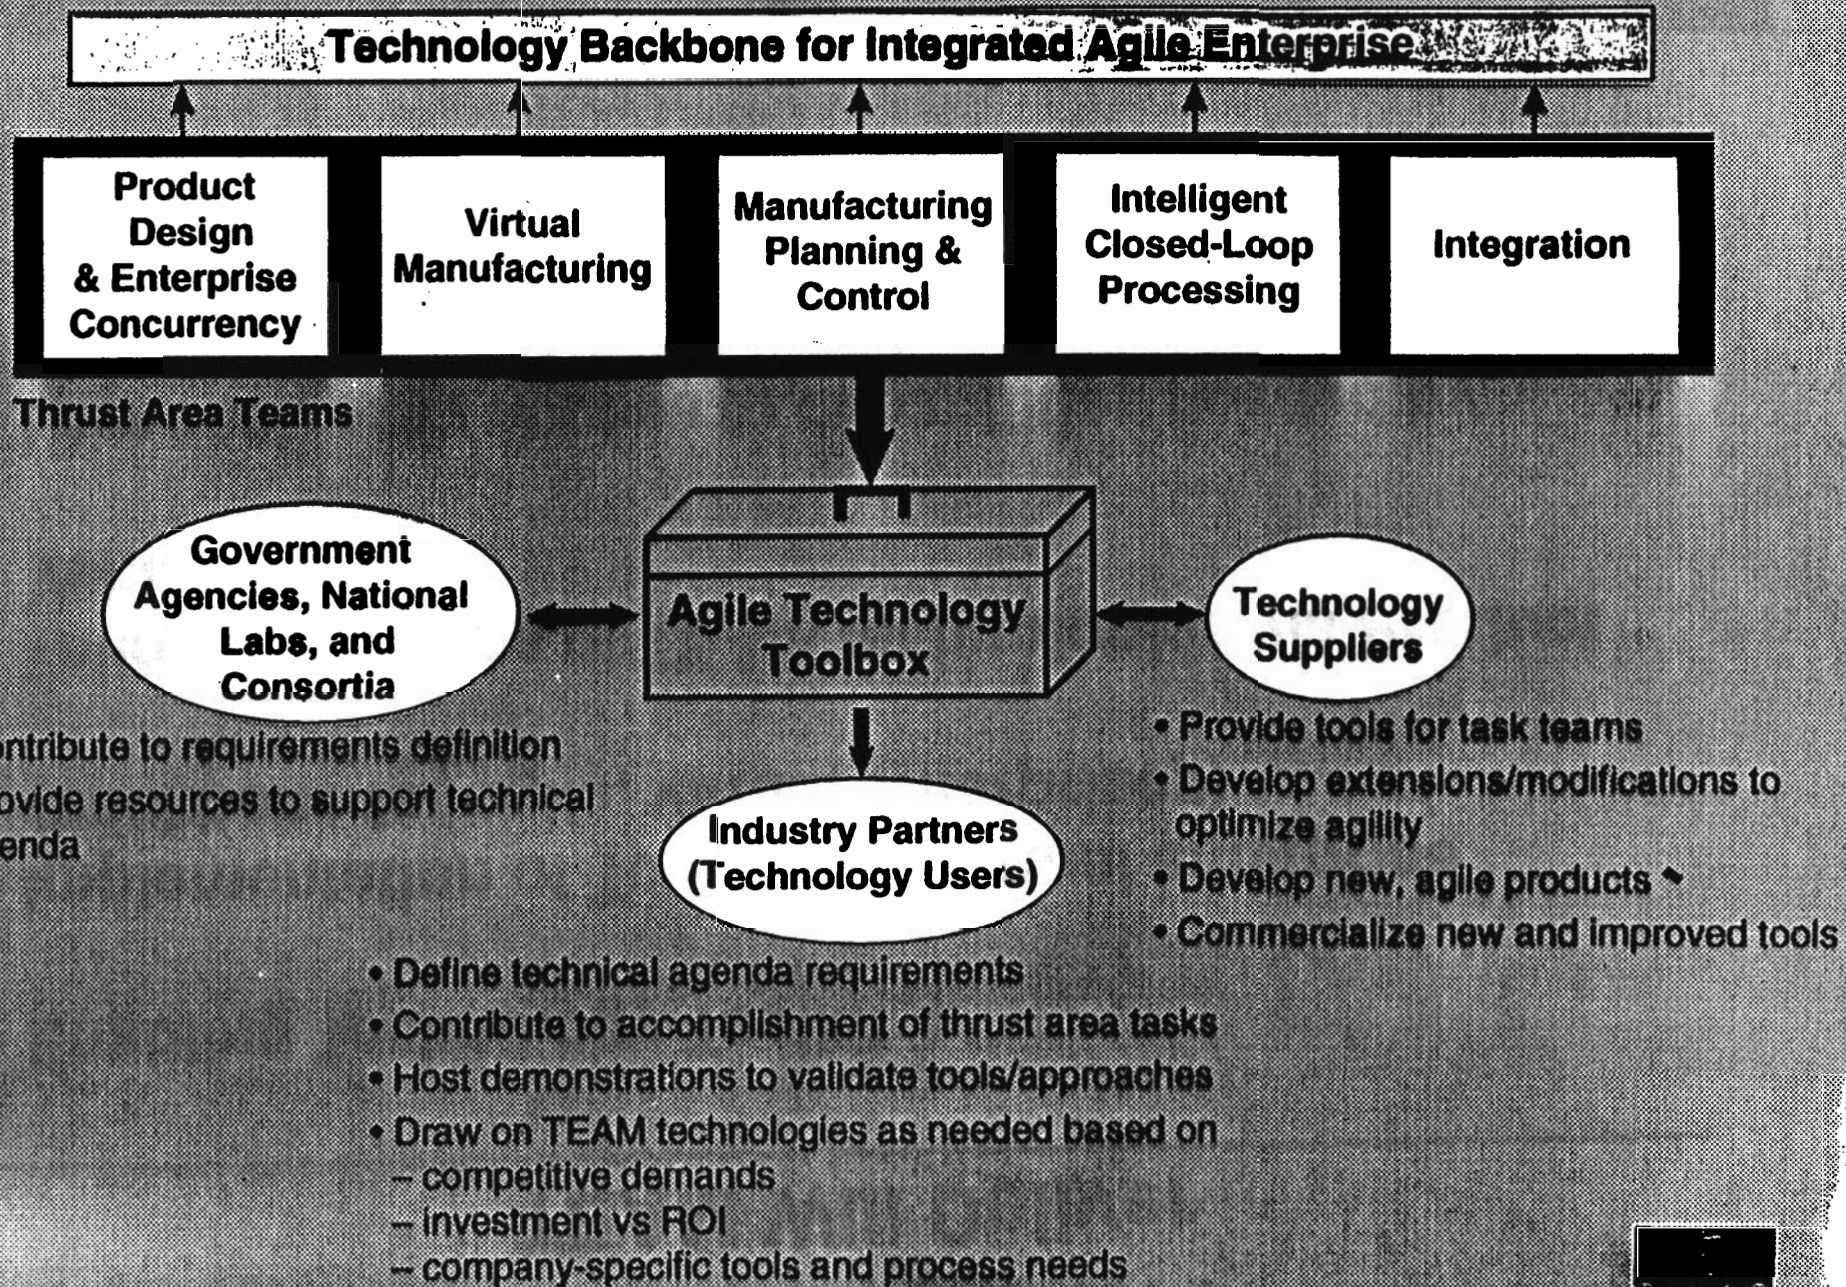 Technology Backbone for Integrated Agile Enterprise
Product
Design
& Enterprise
Concurrency
Virtual
Manufacturing
Manufacturing
Planning &
Control
Intelligent
Closed-Loop
Processing
Integration
Thrust Area Teams
Government
Agencies, National
Labs, and
Consortia
ntribute to requirements definition
ovide resources to support technical
enda
Agile Technology
Toolbox
Technology
Suppliers
• Provide tools for task teams
• Develop extensions/modifications to
optimize agility
• Develop new, agile products
• Commercialize new and improved tools
Industry Partners
(Technology Users)
• Define technical agenda requirements
• Contribute to accomplishment of thrust area tasks
• Host demonstrations to validate tools/approaches
• Draw on TEAM technologies as needed based on
– competitive demands
– investment vs ROI
– company-specific tools and process needs